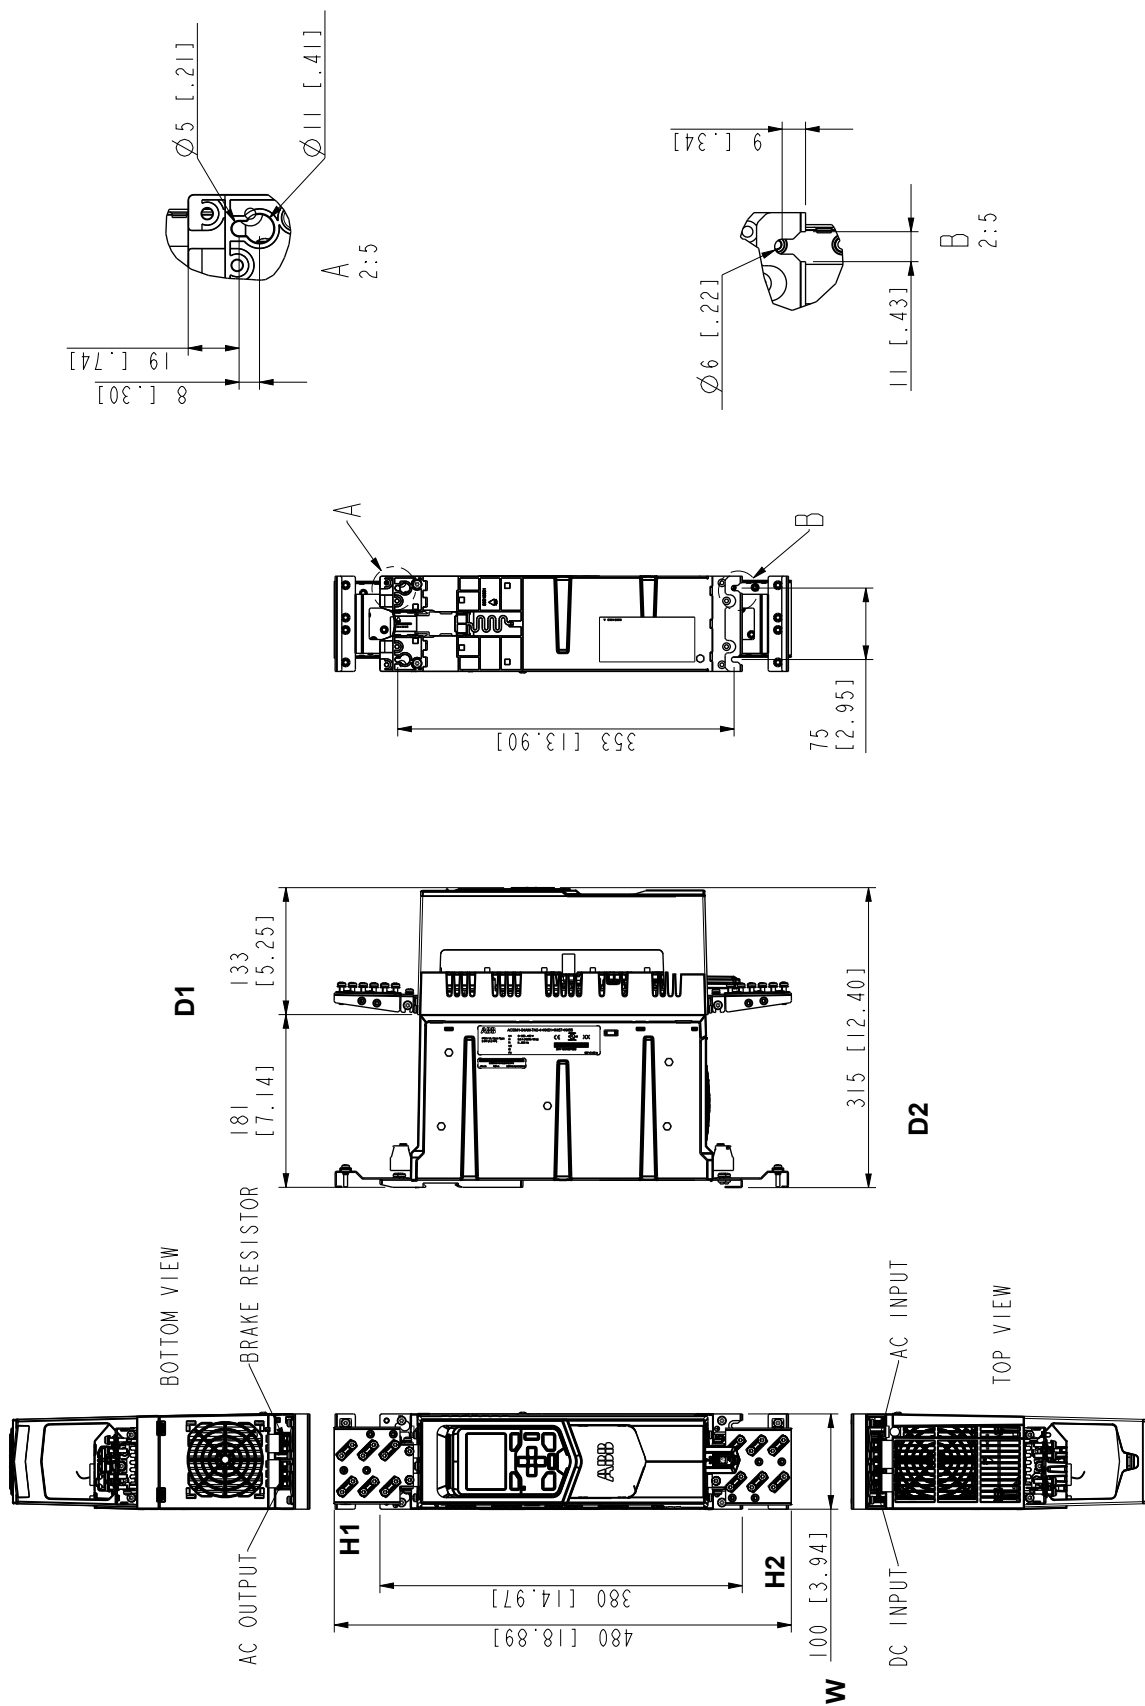 Ø5 [.21]
Ø11 [.41]
19 [.74]
8 [.30]
A
2:5
9 [.34]
Ø6 [.22]
11 [.43]
B
2:5
A
B
353 [13.90]
75
[2.95]
D1
133
[5.25]
181
[7.14]
315 [12.40]
D2
ABB
BOTTOM VIEW
BRAKE RESISTOR
AC OUTPUT
H1
ABB
H2
380 [14.97]
480 [18.89]
100 [3.94]
W
AC INPUT
TOP VIEW
DC INPUT